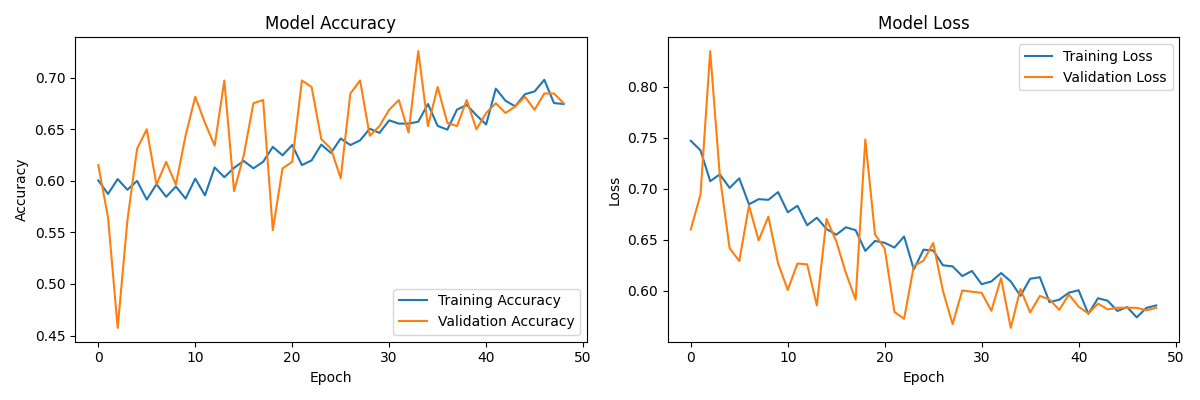 Model Accuracy
Accuracy
0.70
0.65
0.60
0.55
0.50
0.45
Training Accuracy
Validation Accuracy
0 10 20 30 40 50
Epoch
Model Loss
Loss
0.80
0.75
0.70
0.65
0.60
Training Loss
Validation Loss
0 10 20 30 40 50
Epoch